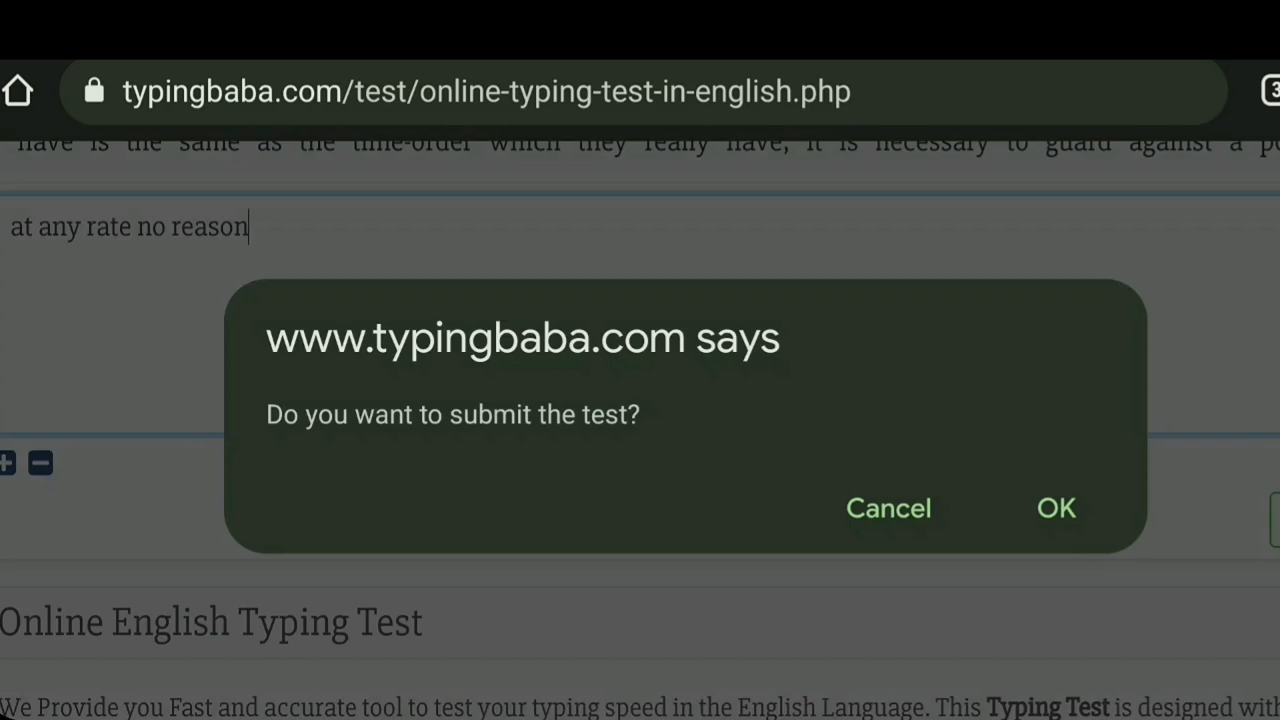 typingbaba.com/test/online-typing-test-in-english.php
have is the same as the time-order which they really have, it is necessary to guard against a
at any rate no reason
www.typingbaba.com says
Do you want to submit the test?
Cancel OK
Online English Typing Test
We Provide you Fast and accurate tool to test your typing speed in the English Language. This Typing Test is designed with